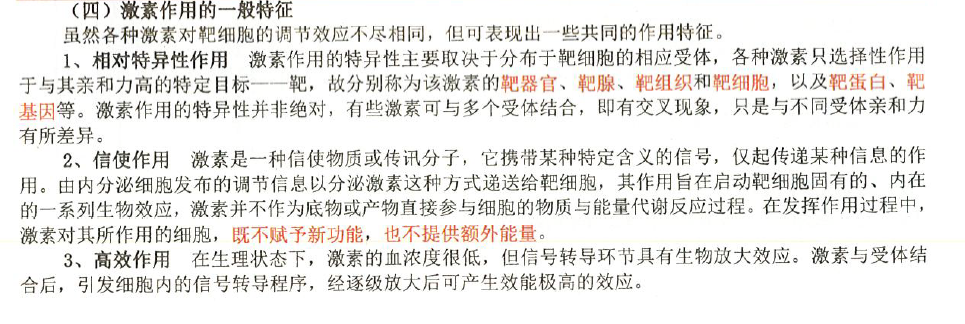 （四）激素作用的一般特征
虽然各种激素对靶细胞的调节效应不尽相同，但可表现出一些共同的作用特征。
1、相对特异性作用　激素作用的特异性主要取决于分布于靶细胞的相应受体，各种激素只选择性作用
于与其亲和力高的特定目标——靶，故分别称为该激素的靶器官、靶腺、靶组织和靶细胞，以及靶蛋白、靶
基因等。激素作用的特异性并非绝对，有些激素可与多个受体结合，即有交叉现象，只是与不同受体亲和力
有所差异。
2、信使作用　激素是一种信使物质或传讯分子，它携带某种特定含义的信号，仅起传递某种信息的作
用。由内分泌细胞发布的调节信息以分泌激素这种方式递送给靶细胞，其作用旨在启动靶细胞固有的、内在
的一系列生物效应，激素并不作为底物或产物直接参与细胞的物质与能量代谢反应过程。在发挥作用过程中，
激素对其所作用的细胞，既不赋予新功能，也不提供额外能量。
3、高效作用　在生理状态下，激素的血浓度很低，但信号转导环节具有生物放大效应。激素与受体结
合后，引发细胞内的信号转导程序，经逐级放大后可产生效能极高的效应。